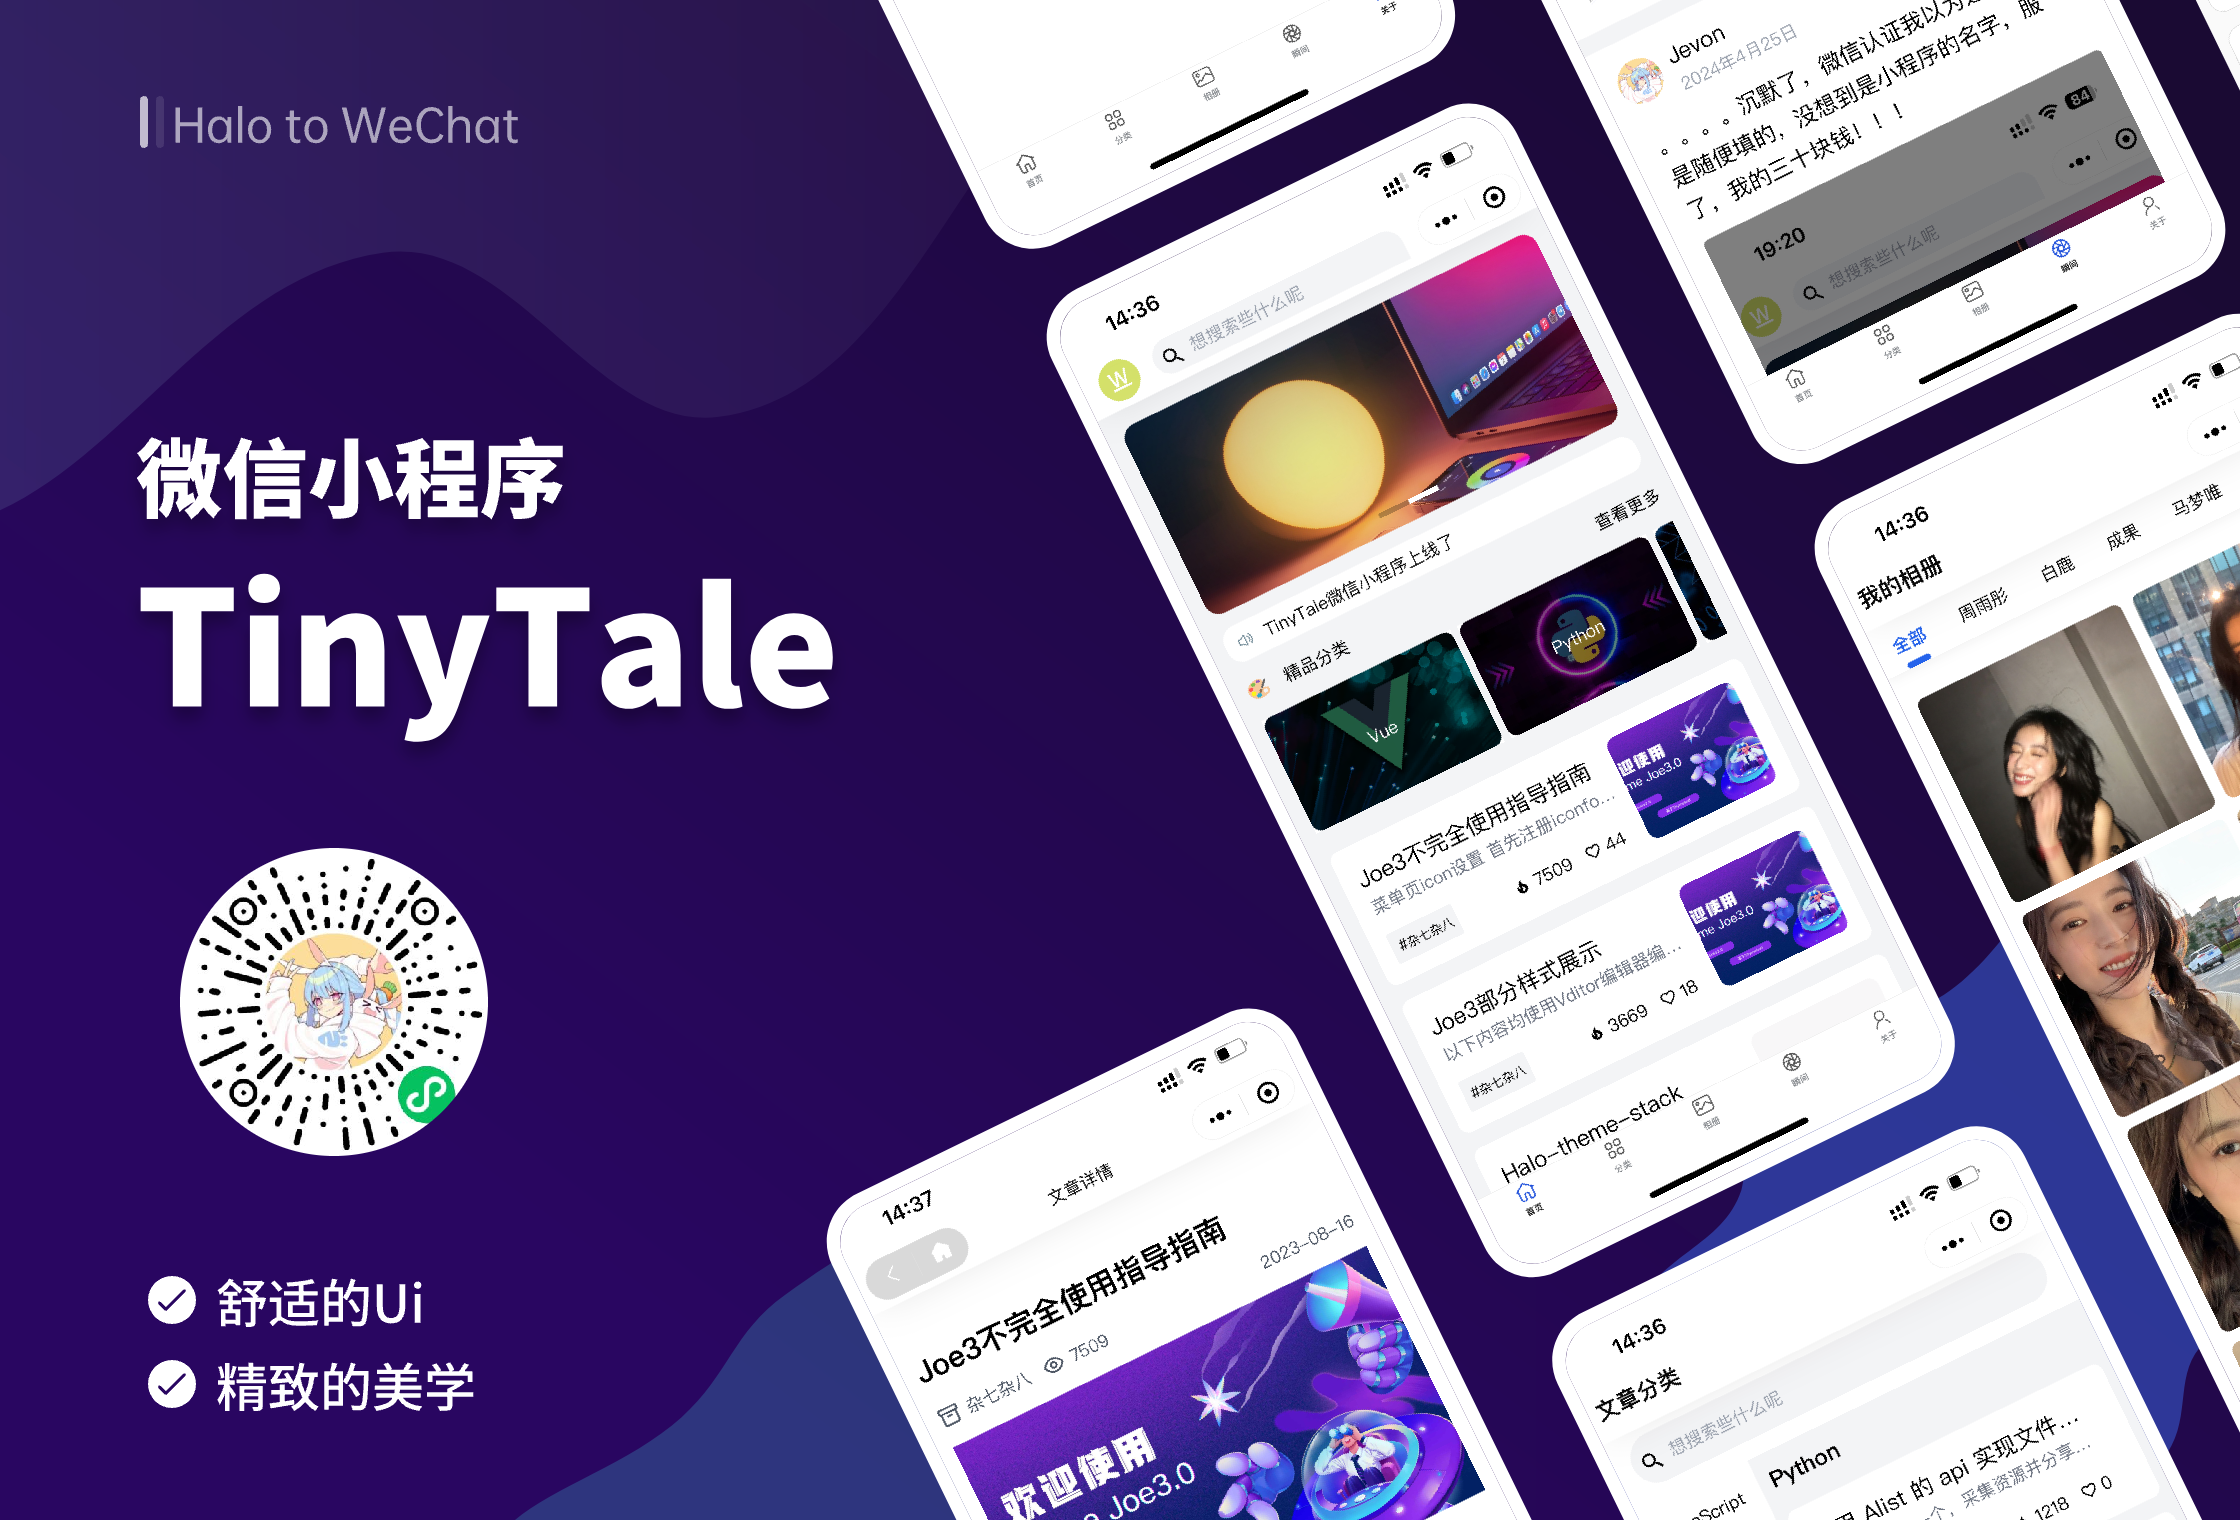 Halo to WeChat
微信小程序
TinyTale
舒适的Ui
精致的美学
首页
分类
相册
瞬间
关于
14:36
想搜索些什么呢
W
TinyTale微信小程序上线了
精品分类
查看更多
Vue
Python
Joe3不完全使用指导指南
菜单页icon设置 首先注册iconfo...
7509
44
#杂七杂八
迎使用
me Joe3.0
Joe3部分样式展示
以下内容均使用Vditor编辑器编...
3669
18
#杂七杂八
迎使用
me Joe3.0
Halo-theme-stack
首页
分类
相册
瞬间
关于
Jevon
2024年4月25日
。。。。沉默了，微信认证我以为
是随便填的，没想到是小程序的名字，服
了，我的三十块钱！！！
19:20
84
想搜索些什么呢
W
首页
分类
相册
瞬间
关于
14:36
我的相册
全部
周雨彤
白鹿
成果
马梦唯
14:37
文章详情
Joe3不完全使用指导指南
2023-08-16
杂七杂八
7509
欢迎使用
Joe3.0
14:36
文章分类
想搜索些什么呢
Python
Script
Alist 的 api 实现文件...
个，采集资源并分享...
1218
0